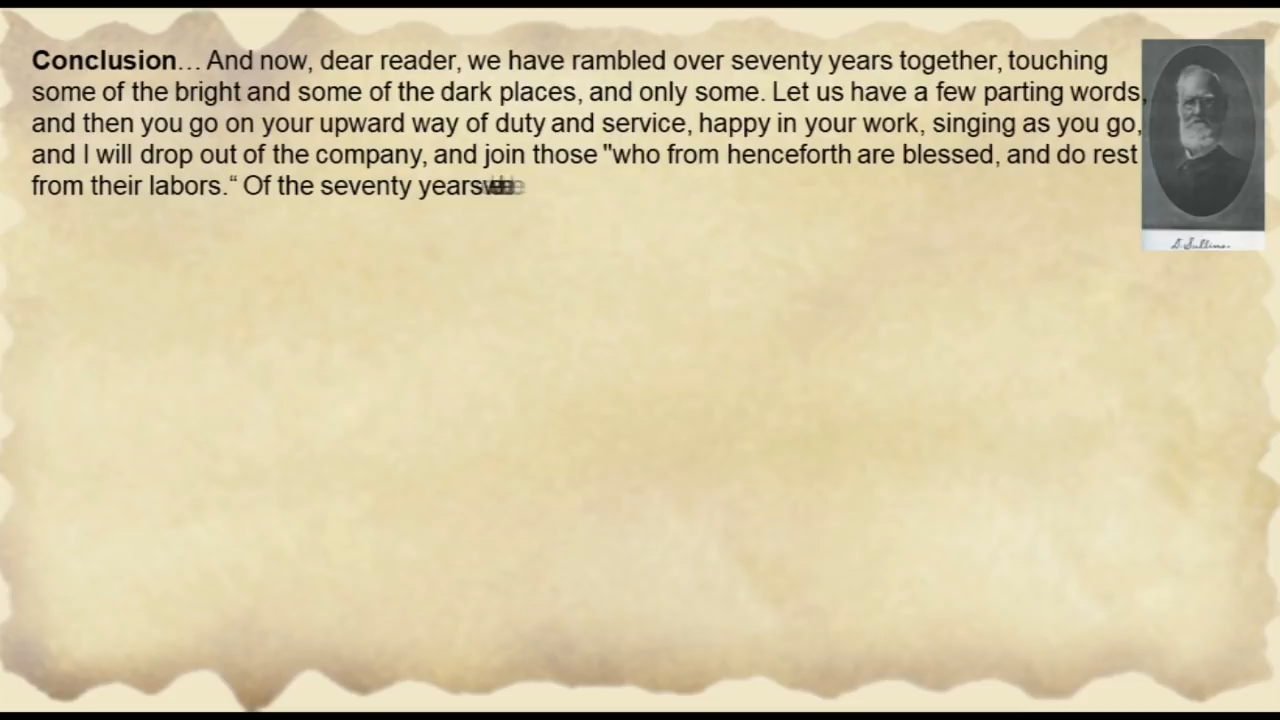 Conclusion… And now, dear reader, we have rambled over seventy years together, touching
some of the bright and some of the dark places, and only some. Let us have a few parting words,
and then you go on your upward way of duty and service, happy in your work, singing as you go,
and I will drop out of the company, and join those "who from henceforth are blessed, and do rest
from their labors.“ Of the seventy years